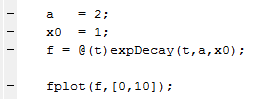 a   = 2;
x0  = 1;
f = @(t)expDecay(t,a,x0);
fplot(f,[0,10]);